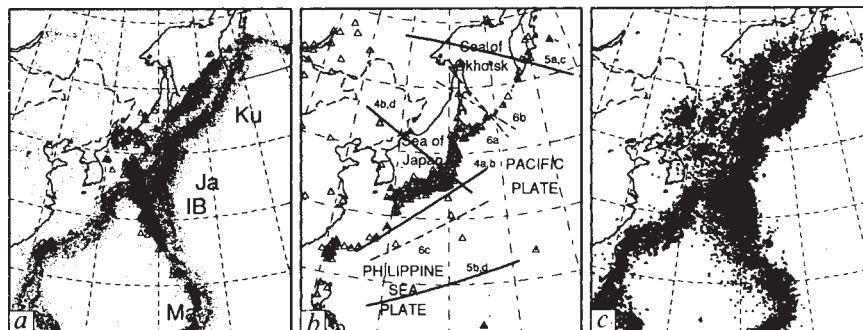 Ku
Ja
IB
Ma
a
Sea of
Okhotsk
5a,c
4b,d
6b
6a
Sea of
Japan
4a,b
PACIFIC
PLATE
6c
PHILIPPINE
SEA
PLATE
5b,d
b
c